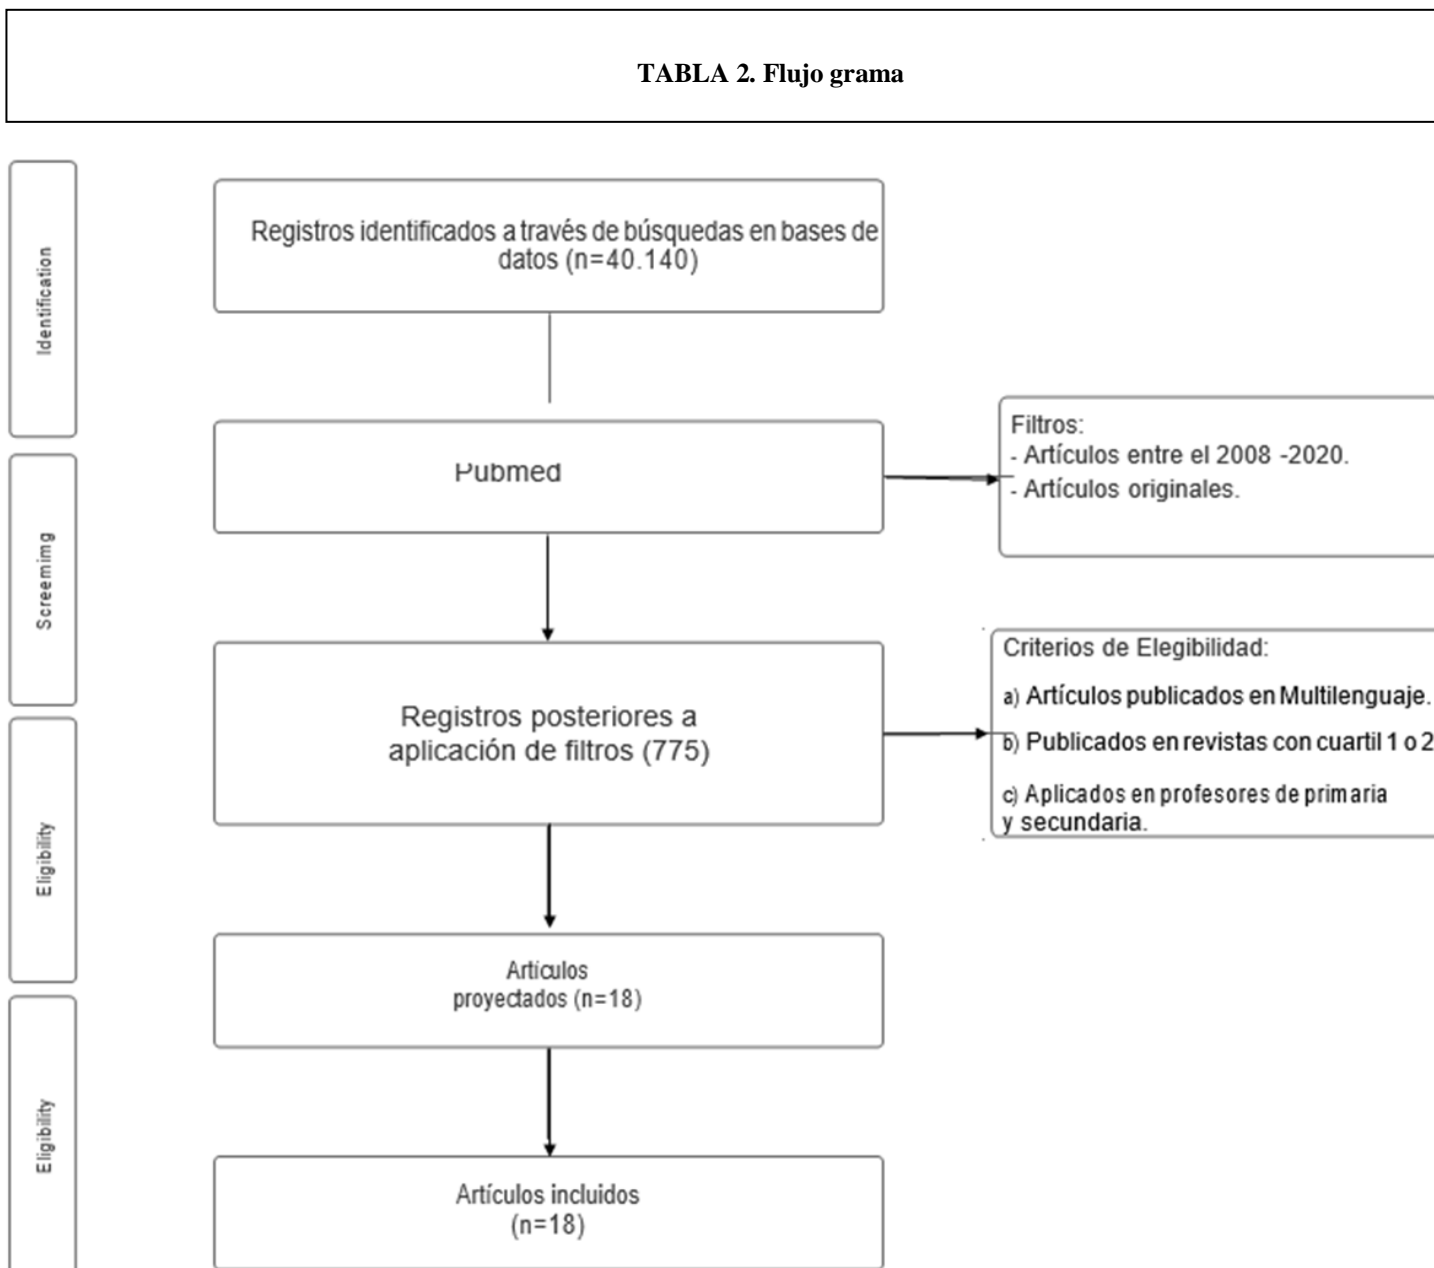 TABLA 2. Flujo grama
Identification
Registros identificados a través de búsquedas en bases de
datos (n=40.140)
Screemimg
Pubmed
Filtros:
- Artículos entre el 2008 -2020.
- Artículos originales.
Eligibility
Registros posteriores a
aplicación de filtros (775)
Criterios de Elegibilidad:
a) Artículos publicados en Multilenguaje.
b) Publicados en revistas con cuartil 1 o 2
c) Aplicados en profesores de primaria
y secundaria.
Artículos
proyectados (n=18)
Eligibility
Artículos incluidos
(n=18)